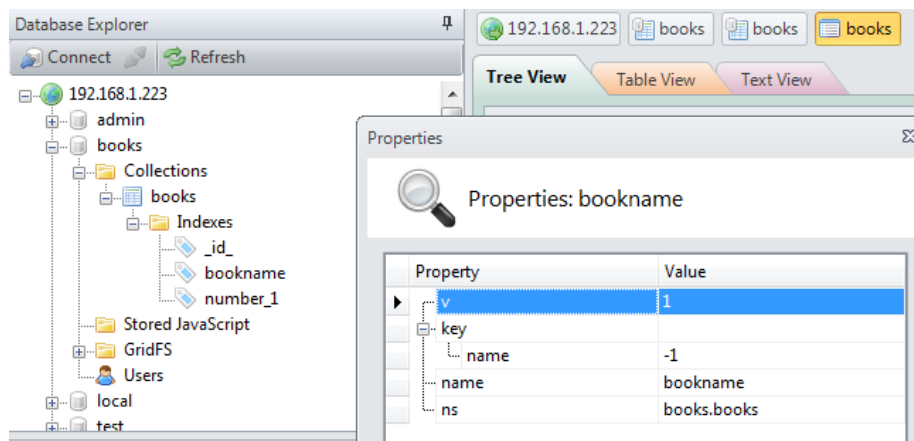 Database Explorer
Connect Refresh
192.168.1.223
admin
books
Collections
books
Indexes
_id_
bookname
number_1
Stored JavaScript
GridFS
Users
local
test
192.168.1.223 books books books
Tree View Table View Text View
Properties
Properties: bookname
Property Value
v 1
key
name -1
name bookname
ns books.books